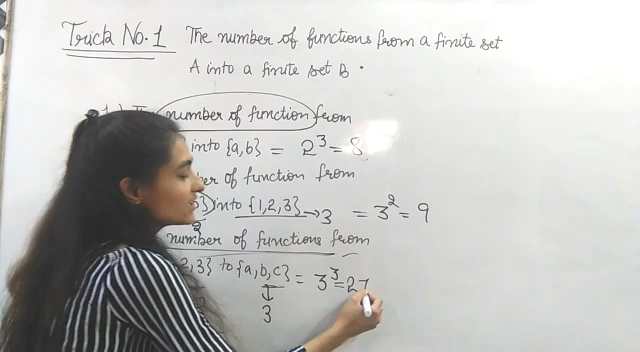 Trick No. 1 The number of functions from a finite set
A into a finite set B.
number of function from
into {a,b} = 2^3 = 8
of function from
into {1,2,3} → 3 = 3^2 = 9
number of functions from
2,3} to {a,b,c} = 3^3 = 27
3